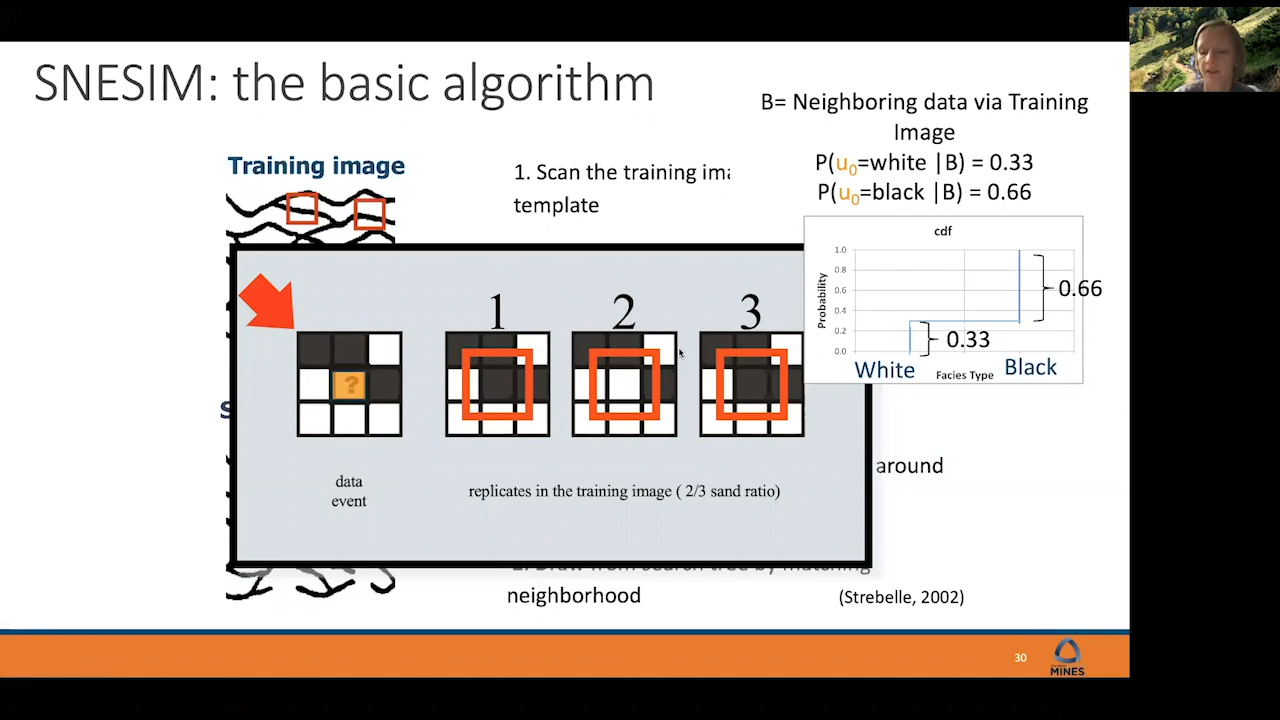 SNESIM: the basic algorithm
B= Neighboring data via Training
Image
P(u₀=white |B) = 0.33
P(u₀=black |B) = 0.66
Training image
1. Scan the training ima
template
cdf
Probability
1.0
0.8
0.6
0.4
0.2
0.0
0.66
0.33
White
Facies Type
Black
1
2
3
?
data
event
replicates in the training image ( 2/3 sand ratio)
around
neighborhood
(Strebelle, 2002)
30
MINES